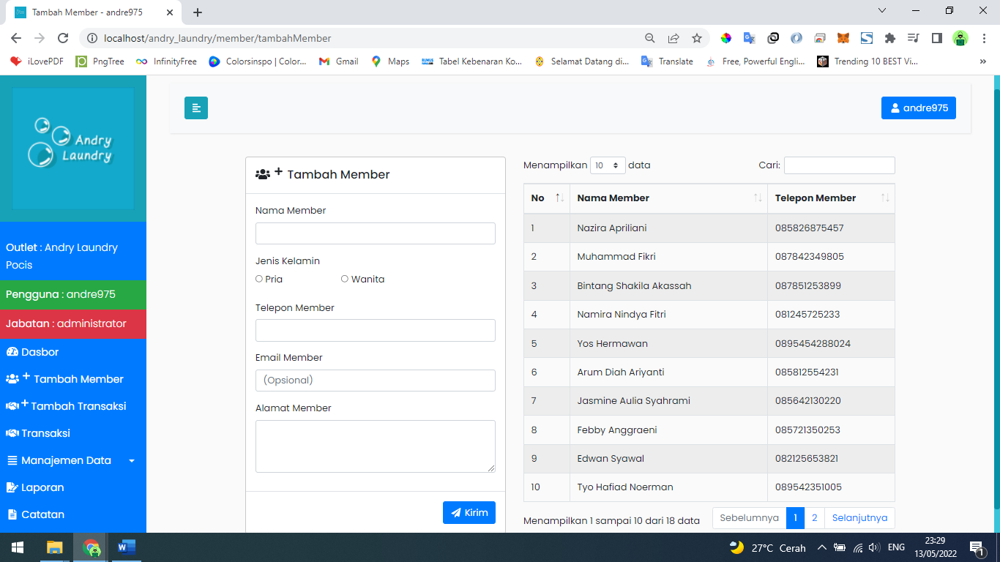 Tambah Member - andre975
localhost/andry_laundry/member/tambahMember
iLovePDF PngTree InfinityFree Colorsinspo | Color... Gmail Maps Tabel Kebenaran Ko... Selamat Datang di... Translate Free, Powerful Engli... Trending 10 BEST Vi... »
Andry
Laundry
Outlet : Andry Laundry
Pocis
Pengguna : andre975
Jabatan : administrator
Dasbor
Tambah Member
Tambah Transaksi
Transaksi
Manajemen Data
Laporan
Catatan
andre975
Tambah Member
Nama Member
Jenis Kelamin
Pria Wanita
Telepon Member
Email Member
(Opsional)
Alamat Member
Kirim
Menampilkan 10 data Cari:
No Nama Member Telepon Member
1 Nazira Apriliani 085826875457
2 Muhammad Fikri 087842349805
3 Bintang Shakila Akassah 087851253899
4 Namira Nindya Fitri 081245725233
5 Yos Hermawan 0895454288024
6 Arum Diah Ariyanti 085812554231
7 Jasmine Aulia Syahrami 085642130220
8 Febby Anggraeni 085721350253
9 Edwan Syawal 082125653821
10 Tyo Hafiad Noerman 089542351005
Menampilkan 1 sampai 10 dari 18 data Sebelumnya 1 2 Selanjutnya
27°C Cerah ENG 23:29
13/05/2022 1